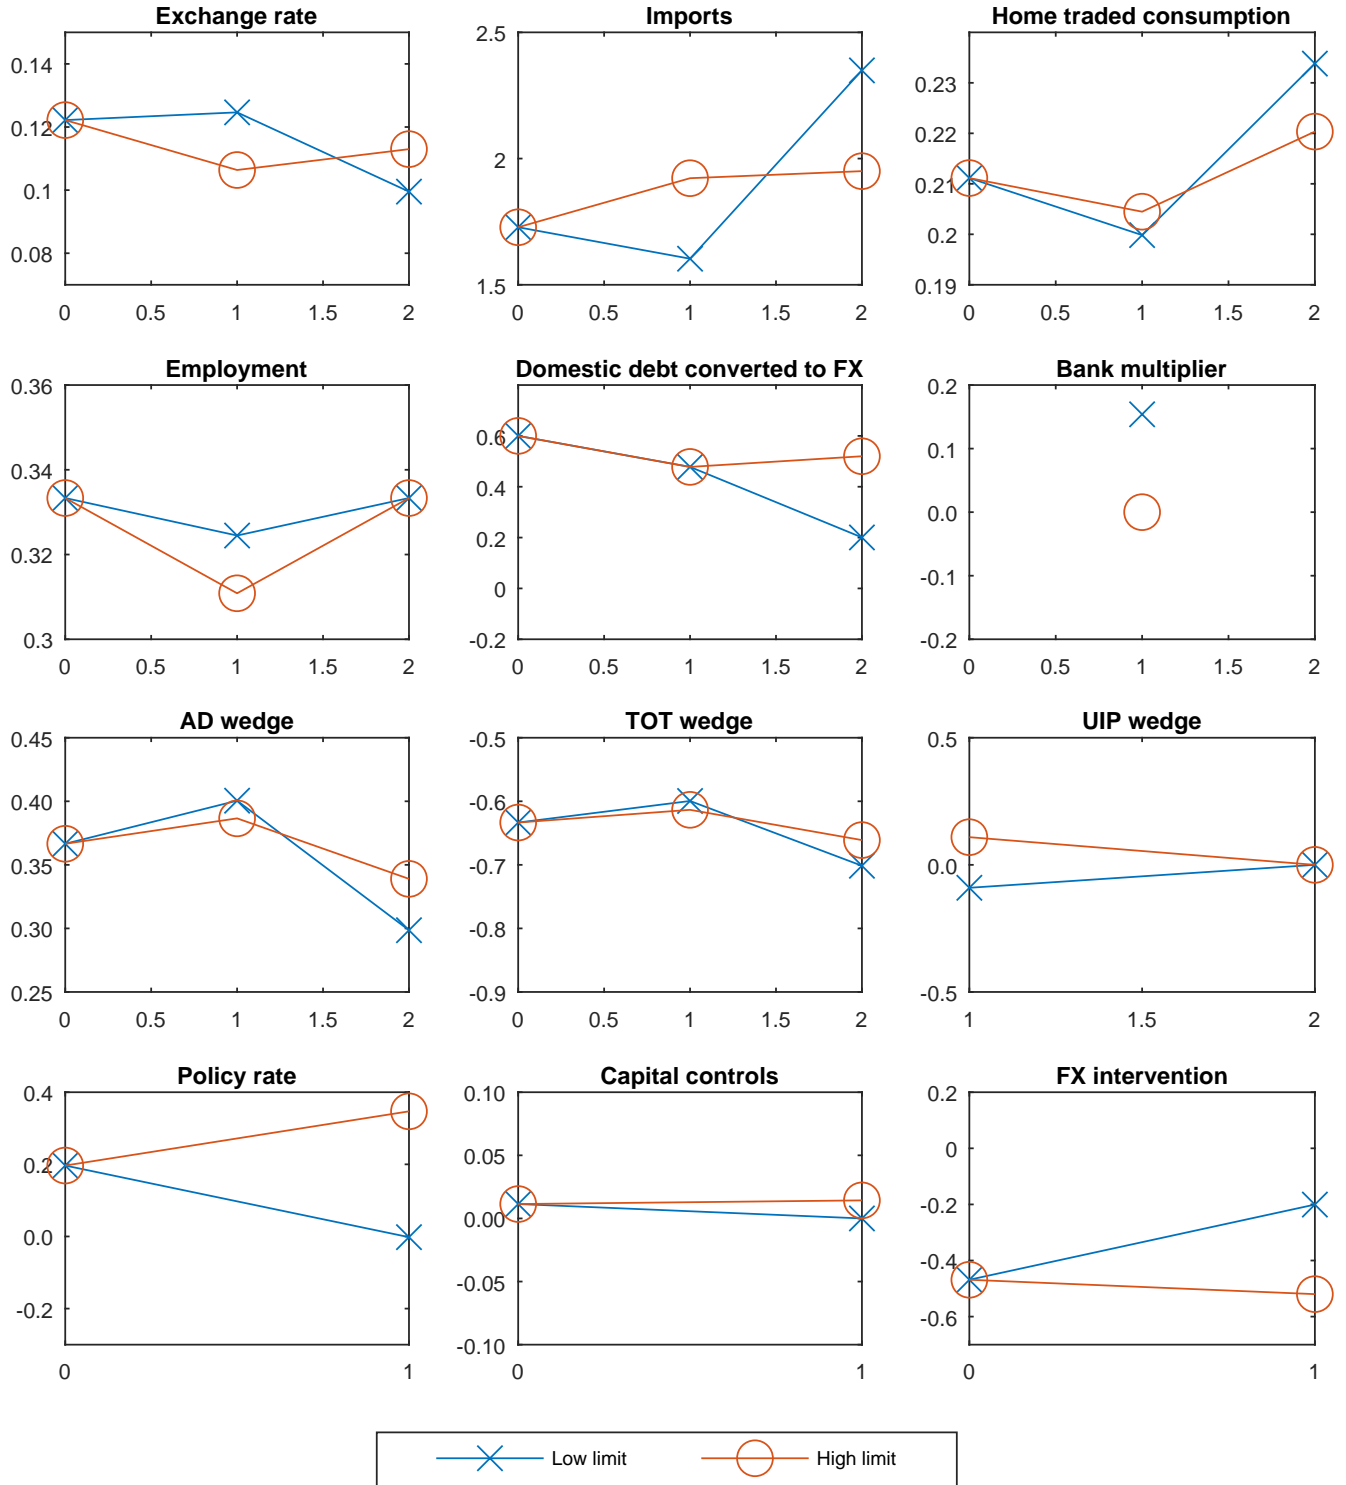 Exchange rate
0.14
0.12
0.1
0.08
0 0.5 1 1.5 2
Imports
2.5
2
1.5
0 0.5 1 1.5 2
Home traded consumption
0.23
0.22
0.21
0.2
0.19
0 0.5 1 1.5 2
Employment
0.36
0.34
0.32
0.3
0 0.5 1 1.5 2
Domestic debt converted to FX
0.6
0.4
0.2
0
-0.2
0 0.5 1 1.5 2
Bank multiplier
0.2
0.1
0.0
-0.1
-0.2
0 0.5 1 1.5 2
AD wedge
0.45
0.40
0.35
0.30
0.25
0 0.5 1 1.5 2
TOT wedge
-0.5
-0.6
-0.7
-0.8
-0.9
0 0.5 1 1.5 2
UIP wedge
0.5
0.0
-0.5
1 1.5 2
Policy rate
0.4
0.2
0.0
-0.2
0 1
Capital controls
0.10
0.05
0.00
-0.05
-0.10
0 1
FX intervention
0.2
0
-0.2
-0.4
-0.6
0 1
Low limit High limit